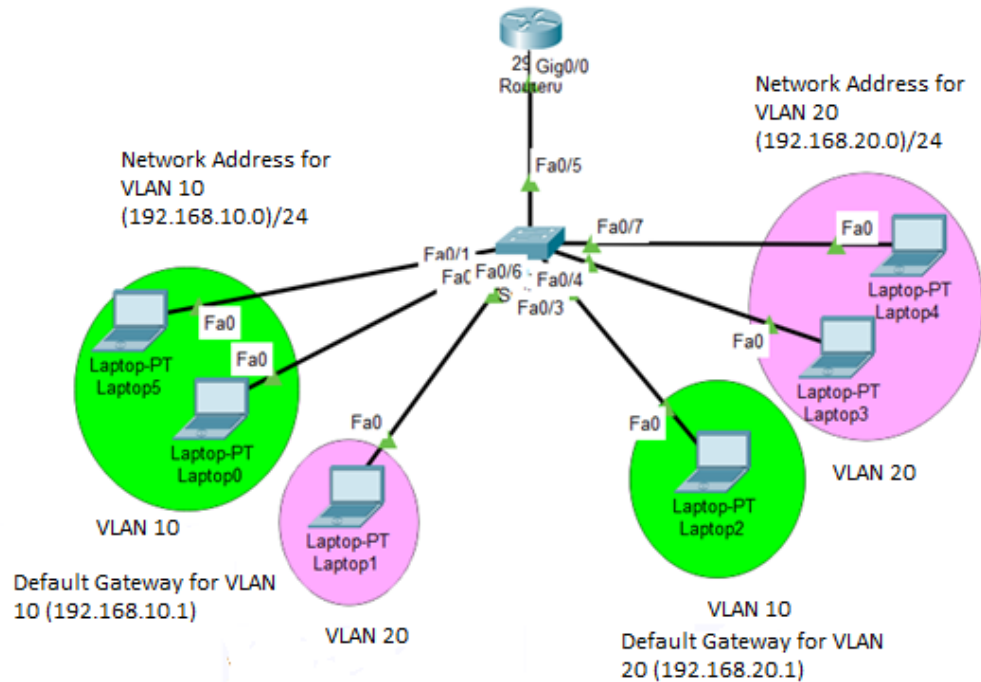 Gig0/0
Network Address for
VLAN 20
(192.168.20.0)/24
Network Address for
VLAN 10
(192.168.10.0)/24
Fa0/5
Fa0/7
Fa0
Fa0/1
Fa0/6
Fa0/4
Fa0/3
Laptop-PT
Laptop4
Fa0
Laptop-PT
Laptop5
Fa0
Fa0
Laptop-PT
Laptop3
Laptop-PT
Laptop0
Fa0
Fa0
VLAN 20
Laptop-PT
Laptop2
VLAN 10
Laptop-PT
Laptop1
Default Gateway for VLAN
10 (192.168.10.1)
VLAN 20
VLAN 10
Default Gateway for VLAN
20 (192.168.20.1)